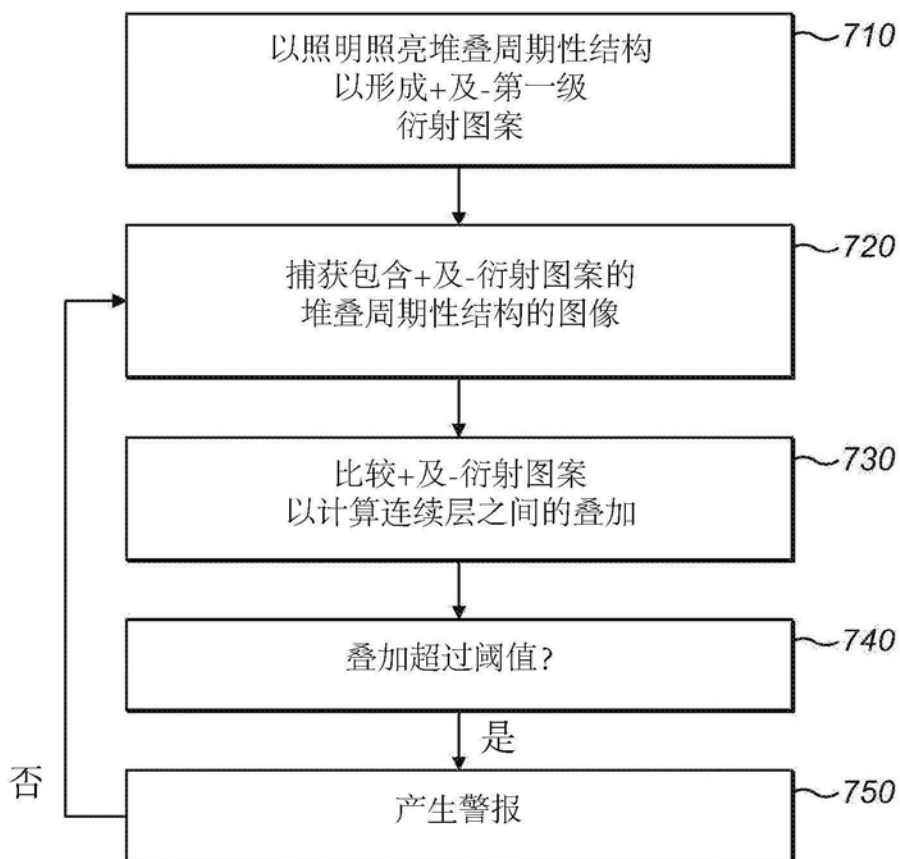 以照明照亮堆叠周期性结构
以形成+及-第一级
衍射图案
710
捕获包含+及-衍射图案的
堆叠周期性结构的图像
720
比较+及-衍射图案
以计算连续层之间的叠加
730
叠加超过阈值?
740
是
否
产生警报
750